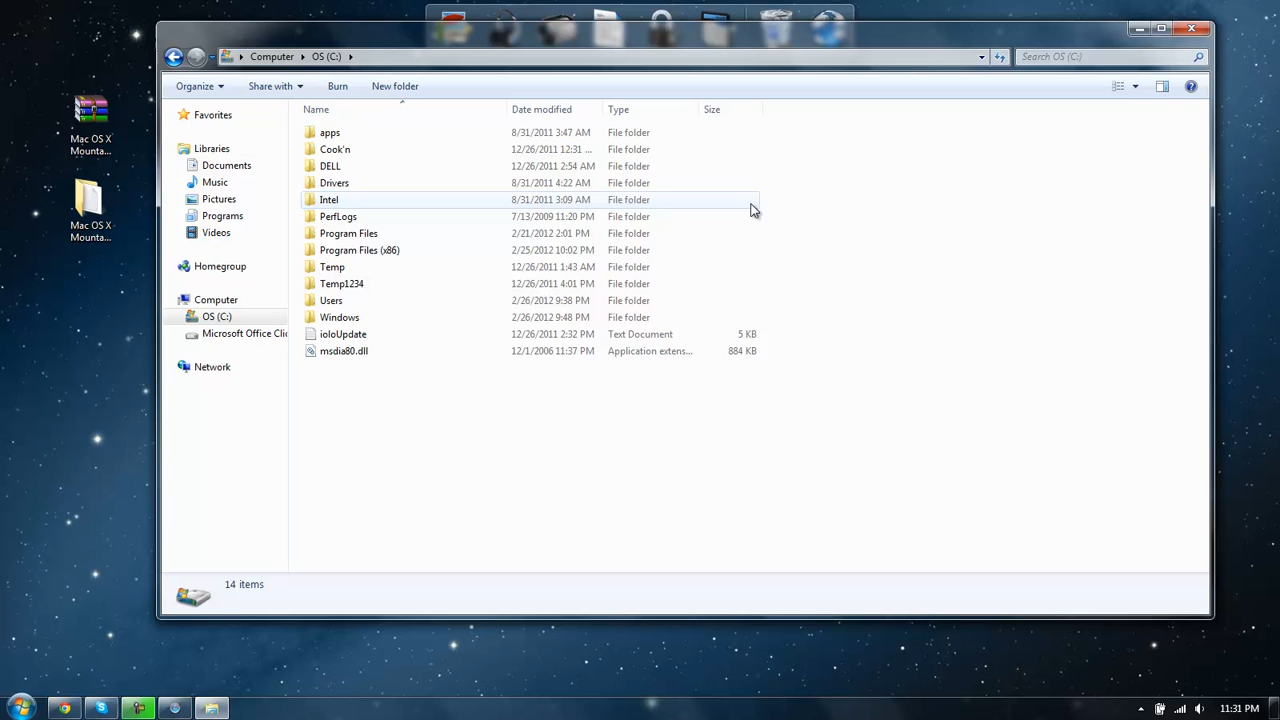 Computer OS (C:) Search OS (C:)
Organize Share with Burn New folder
Name Date modified Type Size
Favorites
Libraries
Documents
Music
Pictures
Programs
Videos
Homegroup
Computer
OS (C:)
Microsoft Office Clic
Network
apps 8/31/2011 3:47 AM File folder
Cook'n 12/26/2011 12:31 ... File folder
DELL 12/26/2011 2:54 AM File folder
Drivers 8/31/2011 4:22 AM File folder
Intel 8/31/2011 3:09 AM File folder
PerfLogs 7/13/2009 11:20 PM File folder
Program Files 2/21/2012 2:01 PM File folder
Program Files (x86) 2/25/2012 10:02 PM File folder
Temp 12/26/2011 1:43 AM File folder
Temp1234 12/26/2011 4:01 PM File folder
Users 2/26/2012 9:38 PM File folder
Windows 2/26/2012 9:48 PM File folder
ioloUpdate 12/26/2011 2:32 PM Text Document 5 KB
msdia80.dll 12/1/2006 11:37 PM Application extens... 884 KB
14 items
Mac OS X
Mounta...
Mac OS X
Mounta...
11:31 PM